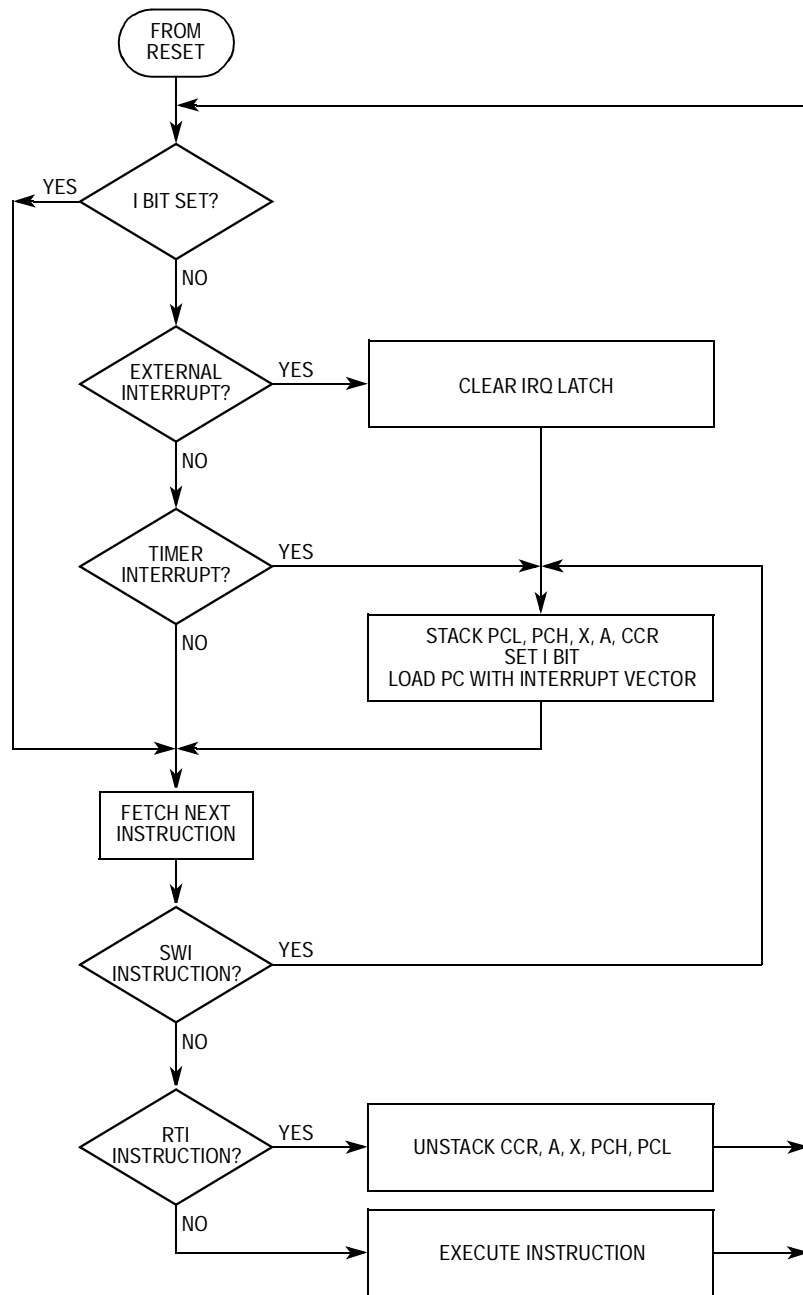 FROM
RESET
I BIT SET?
YES
NO
EXTERNAL
INTERRUPT?
YES
CLEAR IRQ LATCH
NO
TIMER
INTERRUPT?
YES
NO
STACK PCL, PCH, X, A, CCR
SET I BIT
LOAD PC WITH INTERRUPT VECTOR
FETCH NEXT
INSTRUCTION
SWI
INSTRUCTION?
YES
NO
RTI
INSTRUCTION?
YES
UNSTACK CCR, A, X, PCH, PCL
NO
EXECUTE INSTRUCTION